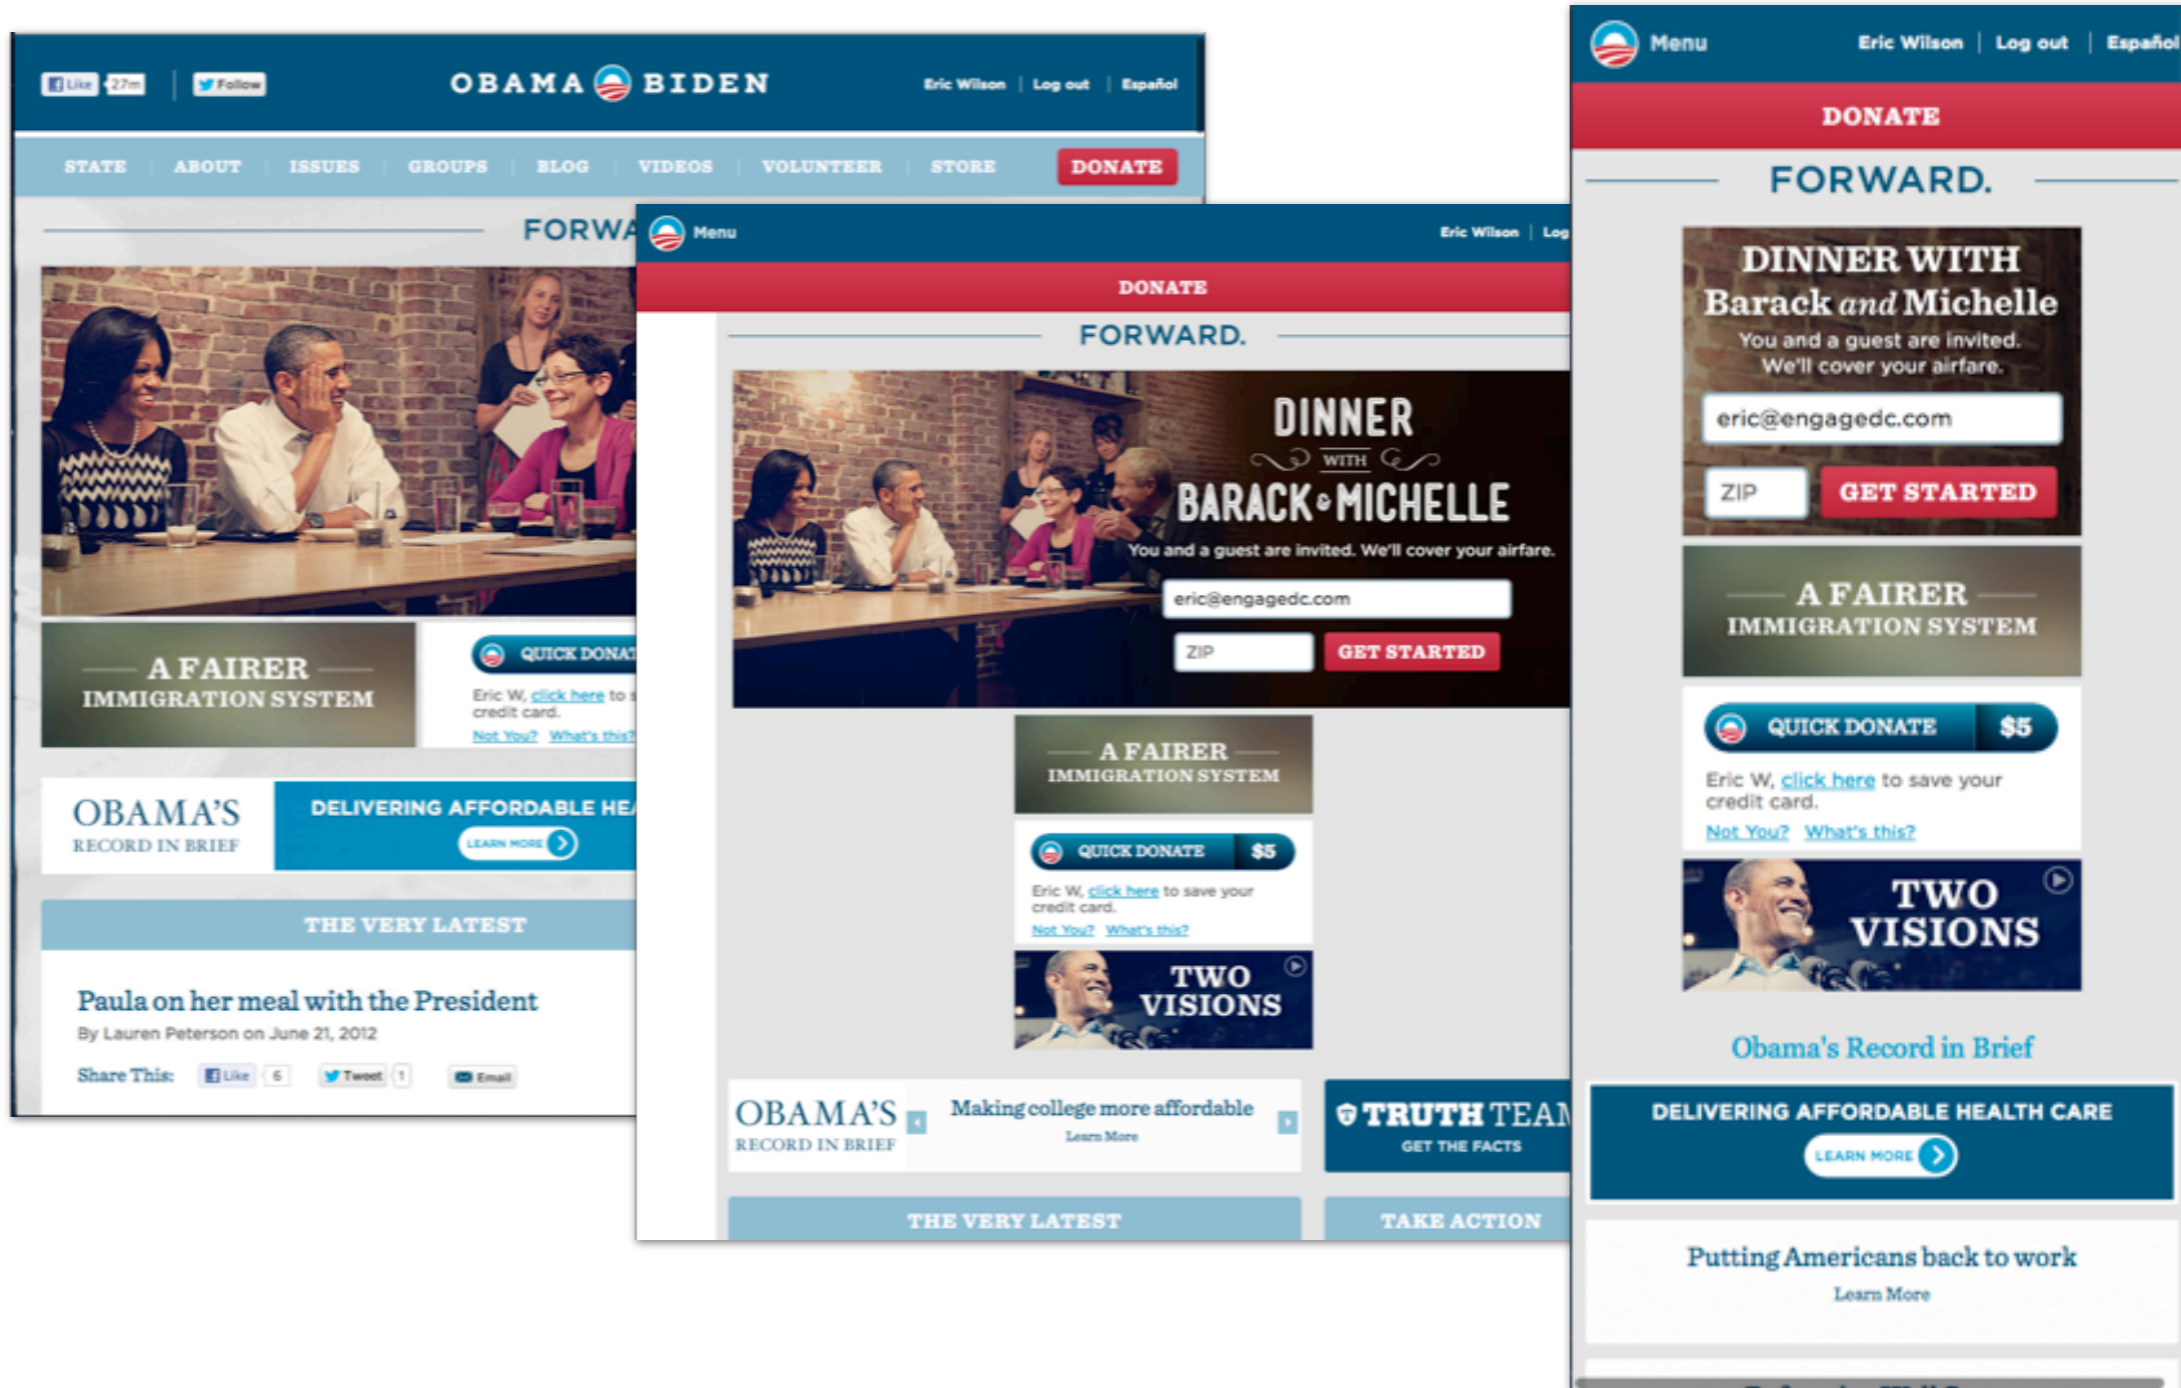 Like 27m
Follow
OBAMA BIDEN
Eric Wilson | Log out | Español
STATE ABOUT ISSUES GROUPS BLOG VIDEOS VOLUNTEER STORE DONATE
FORWA
A FAIRER
IMMIGRATION SYSTEM
QUICK DONAT
Eric W, click here to s
credit card.
Not You? What's this?
OBAMA'S
RECORD IN BRIEF
DELIVERING AFFORDABLE HEA
LEARN MORE
THE VERY LATEST
Paula on her meal with the President
By Lauren Peterson on June 21, 2012
Share This: Like 6 Tweet 1 Email
Menu
Eric Wilson | Log
DONATE
FORWARD.
DINNER
WITH
BARACK & MICHELLE
You and a guest are invited. We'll cover your airfare.
eric@engagedc.com
ZIP GET STARTED
A FAIRER
IMMIGRATION SYSTEM
QUICK DONATE $5
Eric W, click here to save your
credit card.
Not You? What's this?
TWO
VISIONS
OBAMA'S
RECORD IN BRIEF
Making college more affordable
Learn More
TRUTH TEAM
GET THE FACTS
THE VERY LATEST
TAKE ACTION
Menu
Eric Wilson | Log out | Español
DONATE
FORWARD.
DINNER WITH
Barack and Michelle
You and a guest are invited.
We'll cover your airfare.
eric@engagedc.com
ZIP GET STARTED
A FAIRER
IMMIGRATION SYSTEM
QUICK DONATE $5
Eric W, click here to save your
credit card.
Not You? What's this?
TWO
VISIONS
Obama's Record in Brief
DELIVERING AFFORDABLE HEALTH CARE
LEARN MORE
Putting Americans back to work
Learn More